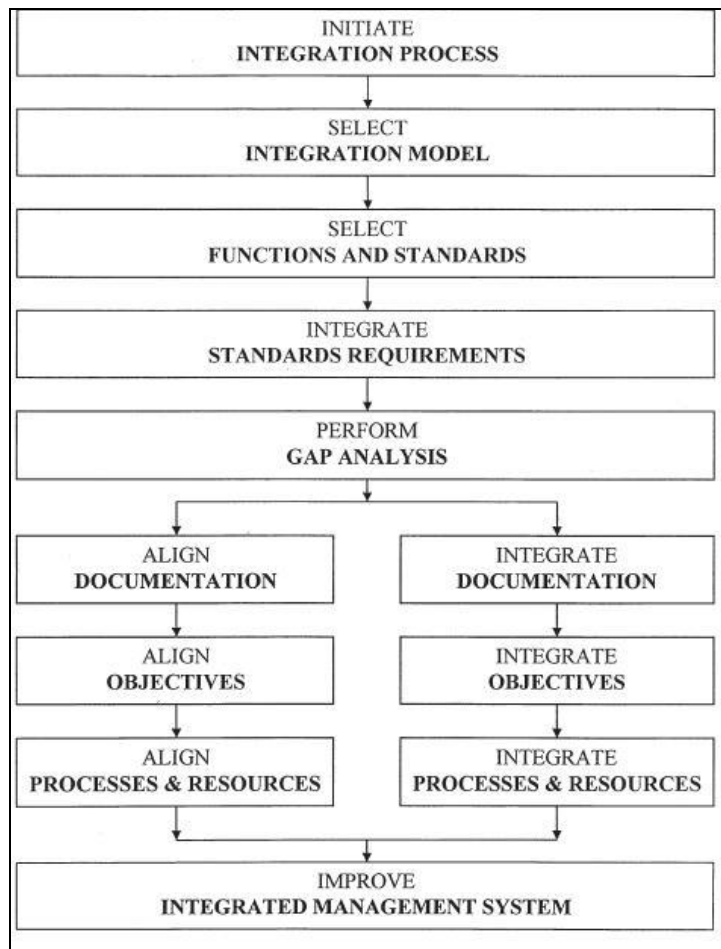 INITIATE
INTEGRATION PROCESS
SELECT
INTEGRATION MODEL
SELECT
FUNCTIONS AND STANDARDS
INTEGRATE
STANDARDS REQUIREMENTS
PERFORM
GAP ANALYSIS
ALIGN
DOCUMENTATION
INTEGRATE
DOCUMENTATION
ALIGN
OBJECTIVES
INTEGRATE
OBJECTIVES
ALIGN
PROCESSES & RESOURCES
INTEGRATE
PROCESSES & RESOURCES
IMPROVE
INTEGRATED MANAGEMENT SYSTEM